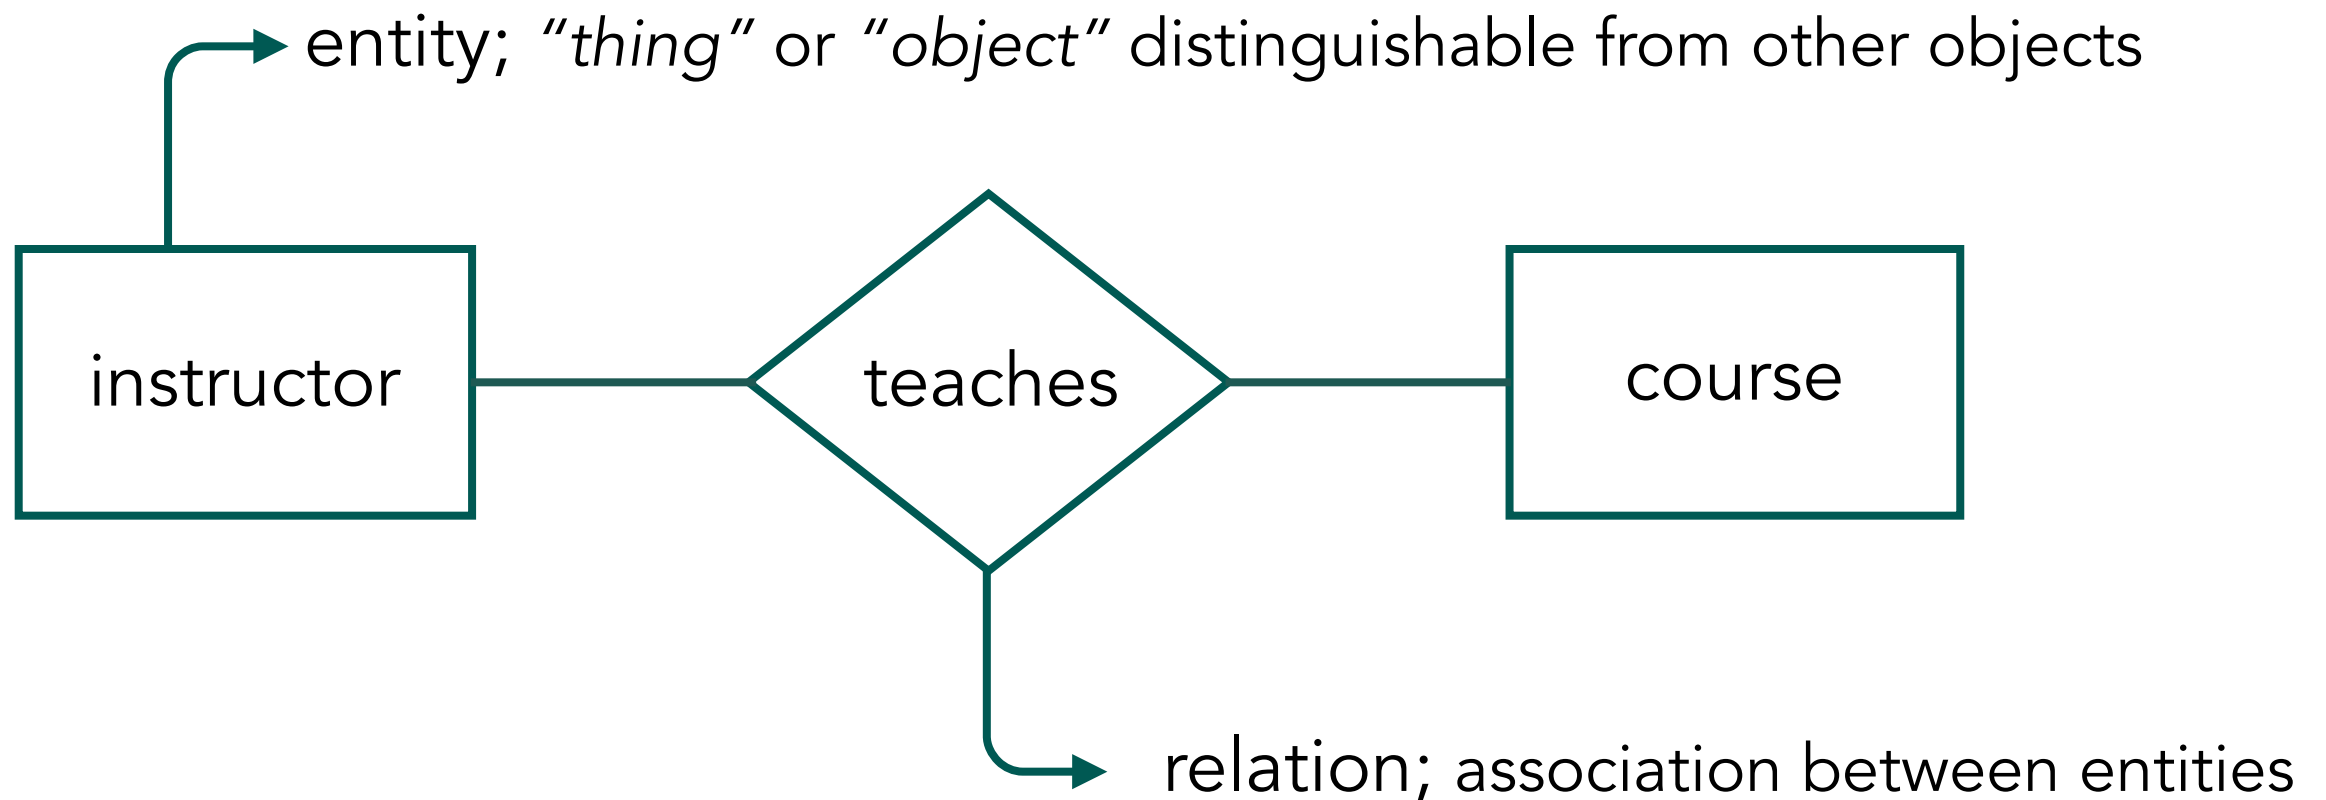 entity; “thing” or “object” distinguishable from other objects
instructor
teaches
course
relation; association between entities